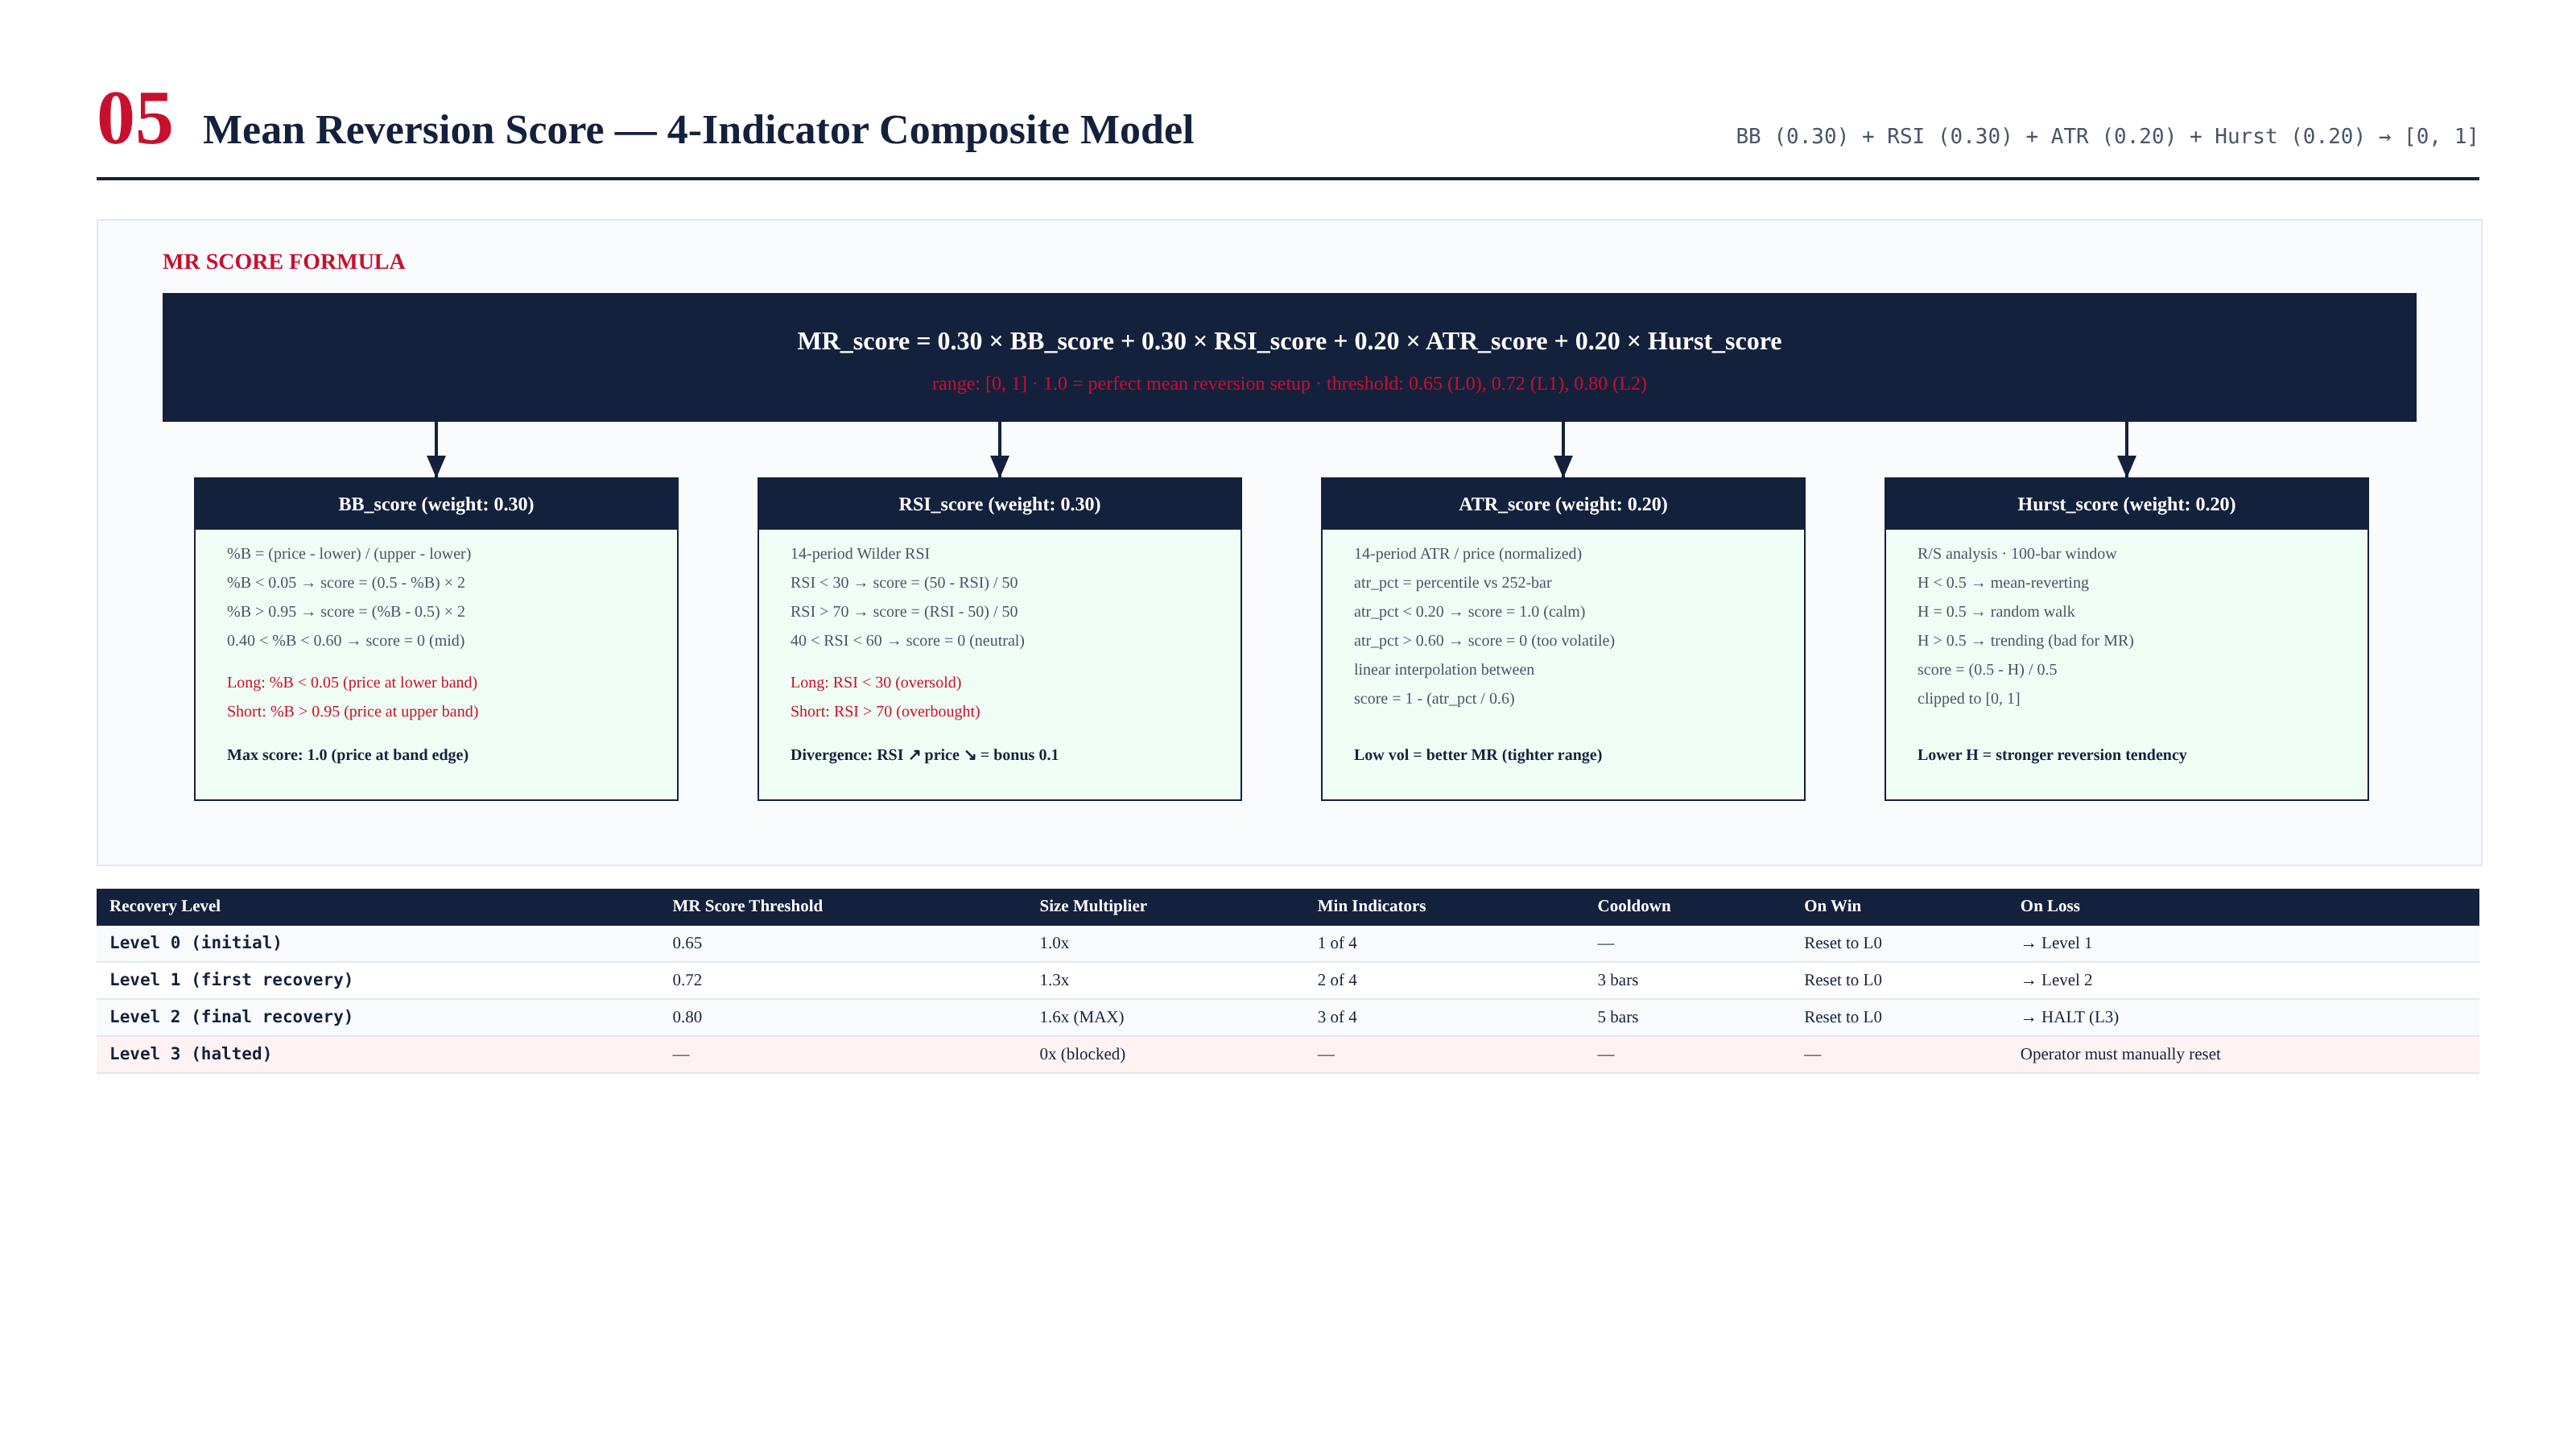 05 Mean Reversion Score — 4-Indicator Composite Model
BB (0.30) + RSI (0.30) + ATR (0.20) + Hurst (0.20) → [0, 1]
MR SCORE FORMULA
MR_score = 0.30 × BB_score + 0.30 × RSI_score + 0.20 × ATR_score + 0.20 × Hurst_score
range: [0, 1] · 1.0 = perfect mean reversion setup · threshold: 0.65 (L0), 0.72 (L1), 0.80 (L2)
BB_score (weight: 0.30)
%B = (price - lower) / (upper - lower)
%B < 0.05 → score = (0.5 - %B) × 2
%B > 0.95 → score = (%B - 0.5) × 2
0.40 < %B < 0.60 → score = 0 (mid)
Long: %B < 0.05 (price at lower band)
Short: %B > 0.95 (price at upper band)
Max score: 1.0 (price at band edge)
RSI_score (weight: 0.30)
14-period Wilder RSI
RSI < 30 → score = (50 - RSI) / 50
RSI > 70 → score = (RSI - 50) / 50
40 < RSI < 60 → score = 0 (neutral)
Long: RSI < 30 (oversold)
Short: RSI > 70 (overbought)
Divergence: RSI ↗ price ↘ = bonus 0.1
ATR_score (weight: 0.20)
14-period ATR / price (normalized)
atr_pct = percentile vs 252-bar
atr_pct < 0.20 → score = 1.0 (calm)
atr_pct > 0.60 → score = 0 (too volatile)
linear interpolation between
score = 1 - (atr_pct / 0.6)
Low vol = better MR (tighter range)
Hurst_score (weight: 0.20)
R/S analysis · 100-bar window
H < 0.5 → mean-reverting
H = 0.5 → random walk
H > 0.5 → trending (bad for MR)
score = (0.5 - H) / 0.5
clipped to [0, 1]
Lower H = stronger reversion tendency
Recovery Level MR Score Threshold Size Multiplier Min Indicators Cooldown On Win On Loss
Level 0 (initial) 0.65 1.0x 1 of 4 — Reset to L0 → Level 1
Level 1 (first recovery) 0.72 1.3x 2 of 4 3 bars Reset to L0 → Level 2
Level 2 (final recovery) 0.80 1.6x (MAX) 3 of 4 5 bars Reset to L0 → HALT (L3)
Level 3 (halted) — 0x (blocked) — — — Operator must manually reset